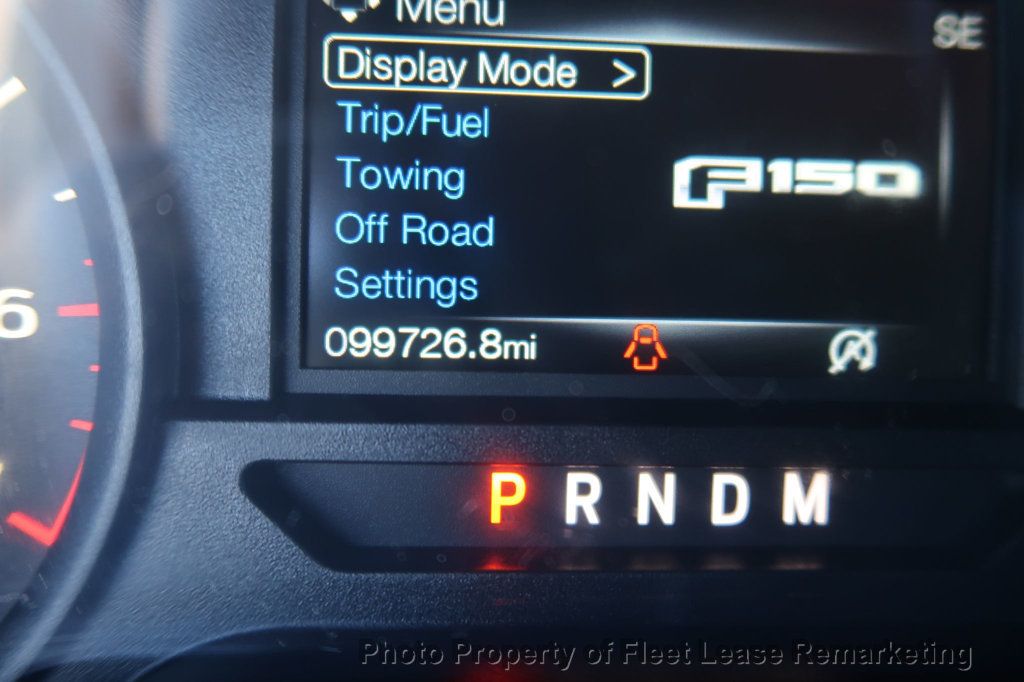 Menu
SE
Display Mode >
Trip/Fuel
Towing
F150
Off Road
Settings
6
099726.8mi
A
P R N D M
Photo Property of Fleet Lease Remarketing